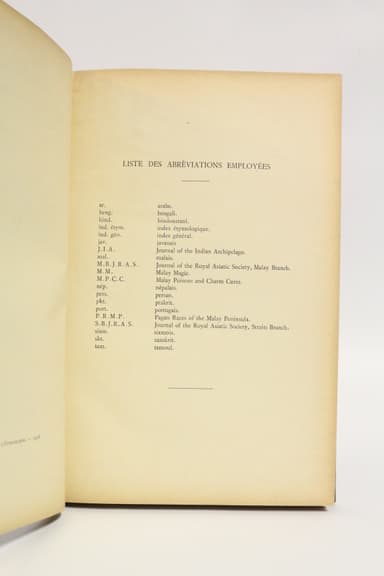 LISTE DES ABRÉVIATIONS EMPLOYÉES
ar. arabe.
beng. bengali.
hind. hindoustani.
ind. étym. index étymologique.
ind. gén. index général.
jav. javanais
J.I.A. Journal of the Indian Archipelago.
mal. malais.
M.B.J.R.A.S. Journal of the Royal Asiatic Society, Malay Branch.
M.M. Malay Magic.
M.P.C.C. Malay Poisons and Charm Cures.
nép. népalais.
pers. persan.
pkt. prakrit.
port. portugais.
P.R.M.P. Pagan Races of the Malay Peninsula.
S.B.J.R.A.S. Journal of the Royal Asiatic Society, Straits Branch.
siam. siamois.
skt. sanskrit.
tam. tamoul.